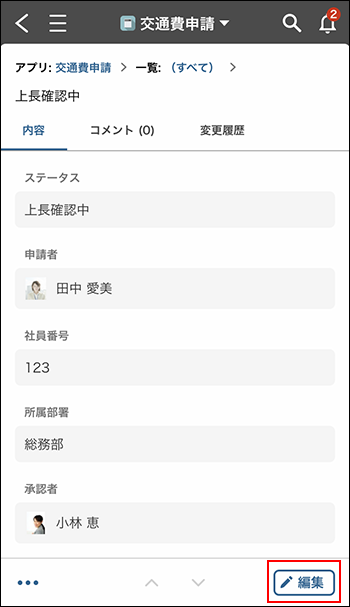 交通費申請
2
アプリ: 交通費申請 > 一覧: （すべて） >
上長確認中
内容 コメント (0) 変更履歴
ステータス
上長確認中
申請者
田中 愛美
社員番号
123
所属部署
総務部
承認者
小林 恵
編集